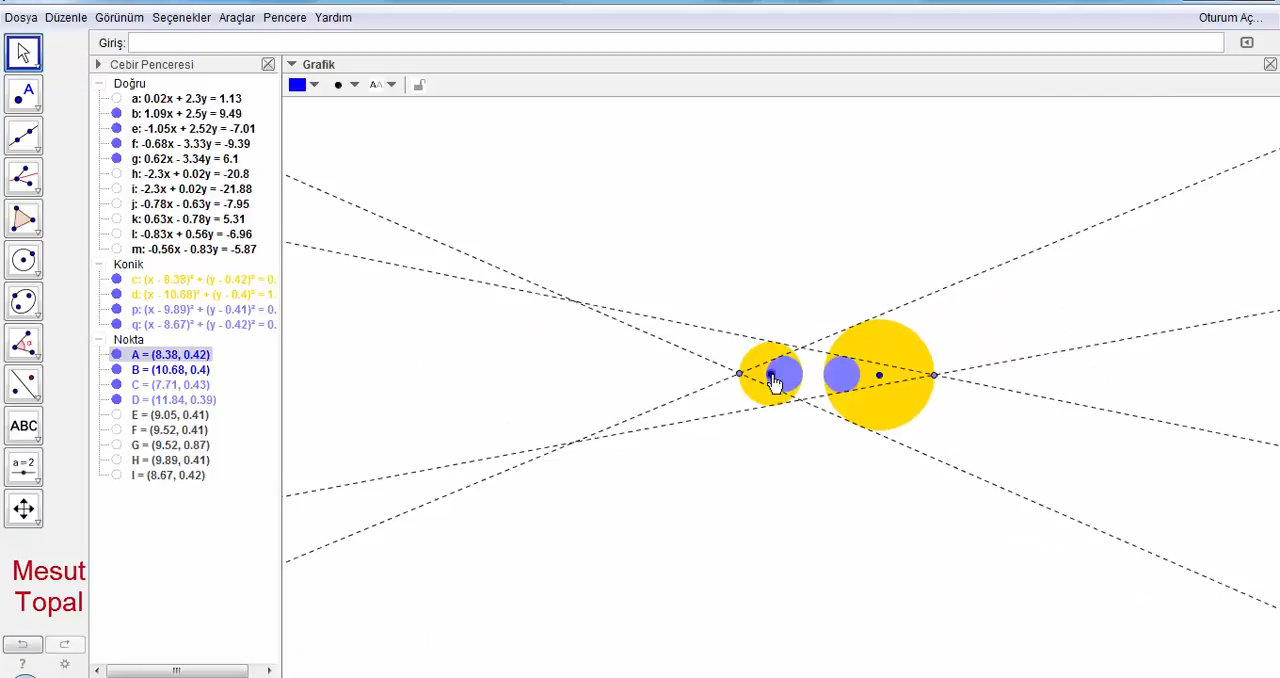 Dosya Düzenle Görünüm Seçenekler Araçlar Pencere Yardım Oturum Aç...
Giriş:
Cebir Penceresi
Grafik
Doğru
a: 0.02x + 2.3y = 1.13
b: 1.09x + 2.5y = 9.49
e: -1.05x + 2.52y = -7.01
f: -0.68x - 3.33y = -9.39
g: 0.62x - 3.34y = 6.1
h: -2.3x + 0.02y = -20.8
i: -2.3x + 0.02y = -21.88
j: -0.78x - 0.63y = -7.95
k: 0.63x - 0.78y = 5.31
l: -0.83x + 0.56y = -6.96
m: -0.56x - 0.83y = -5.87
Konik
c: (x - 8.38)² + (y - 0.42)² = 0.
d: (x - 10.68)² + (y - 0.4)² = 1.
p: (x - 9.89)² + (y - 0.41)² = 0.
q: (x - 8.67)² + (y - 0.42)² = 0.
Nokta
A = (8.38, 0.42)
B = (10.68, 0.4)
C = (7.71, 0.43)
D = (11.84, 0.39)
E = (9.05, 0.41)
F = (9.52, 0.41)
G = (9.52, 0.87)
H = (9.89, 0.41)
I = (8.67, 0.42)
A
α
ABC
a=2
AA
Mesut
Topal
?